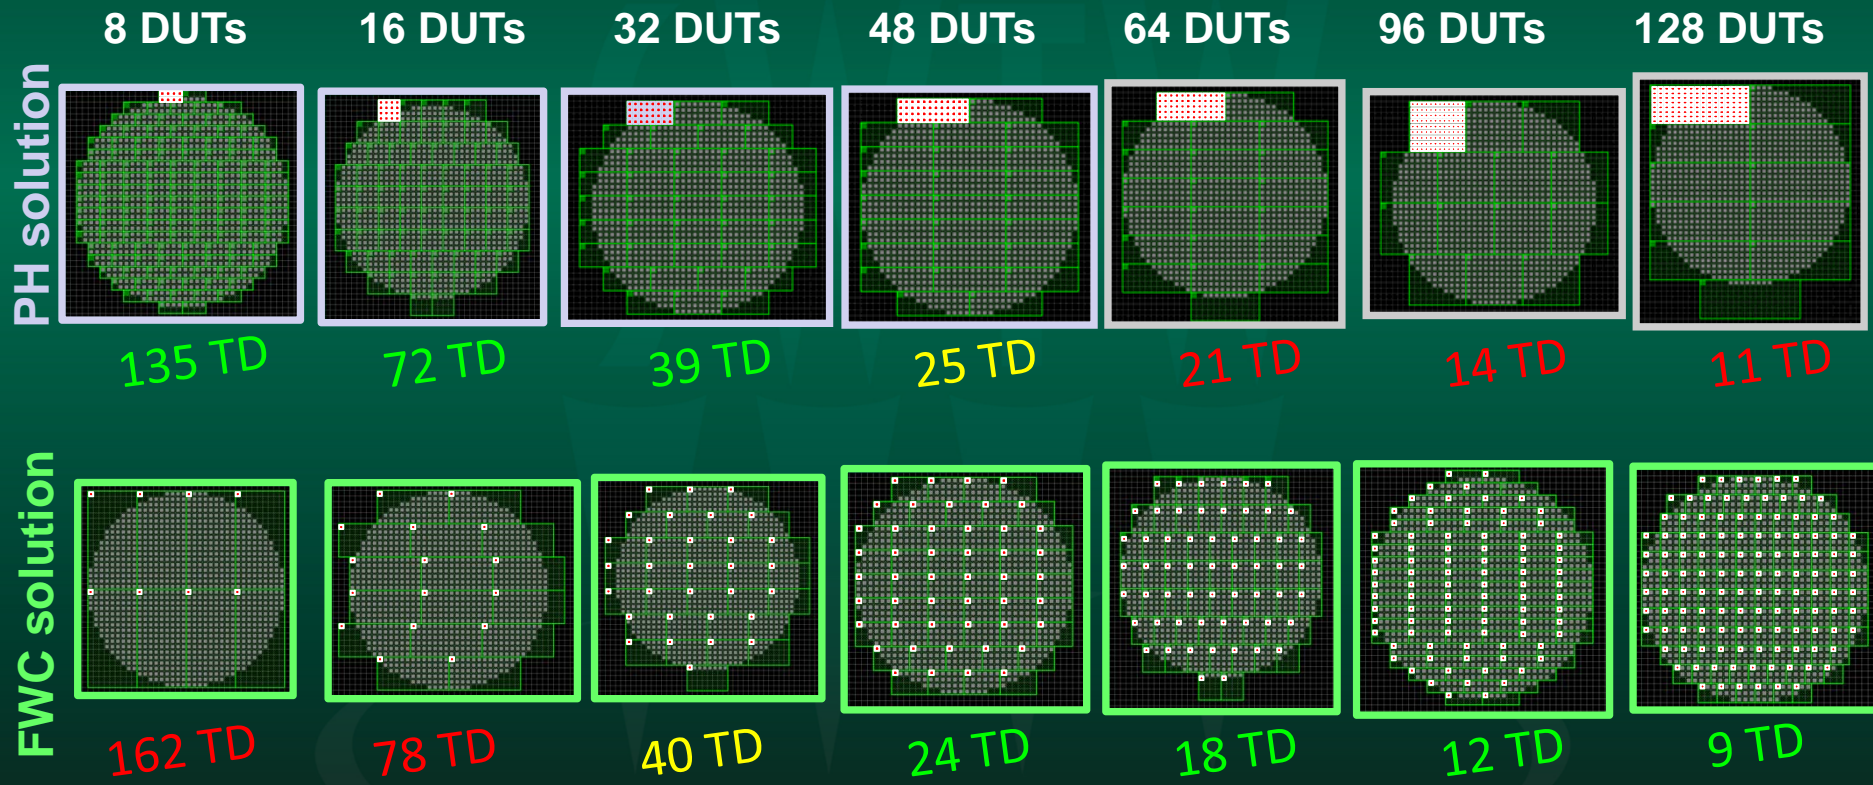 8 DUTs 16 DUTs 32 DUTs 48 DUTs 64 DUTs 96 DUTs 128 DUTs
PH solution
135 TD 72 TD 39 TD 25 TD 21 TD 14 TD 11 TD
FWC solution
162 TD 78 TD 40 TD 24 TD 18 TD 12 TD 9 TD